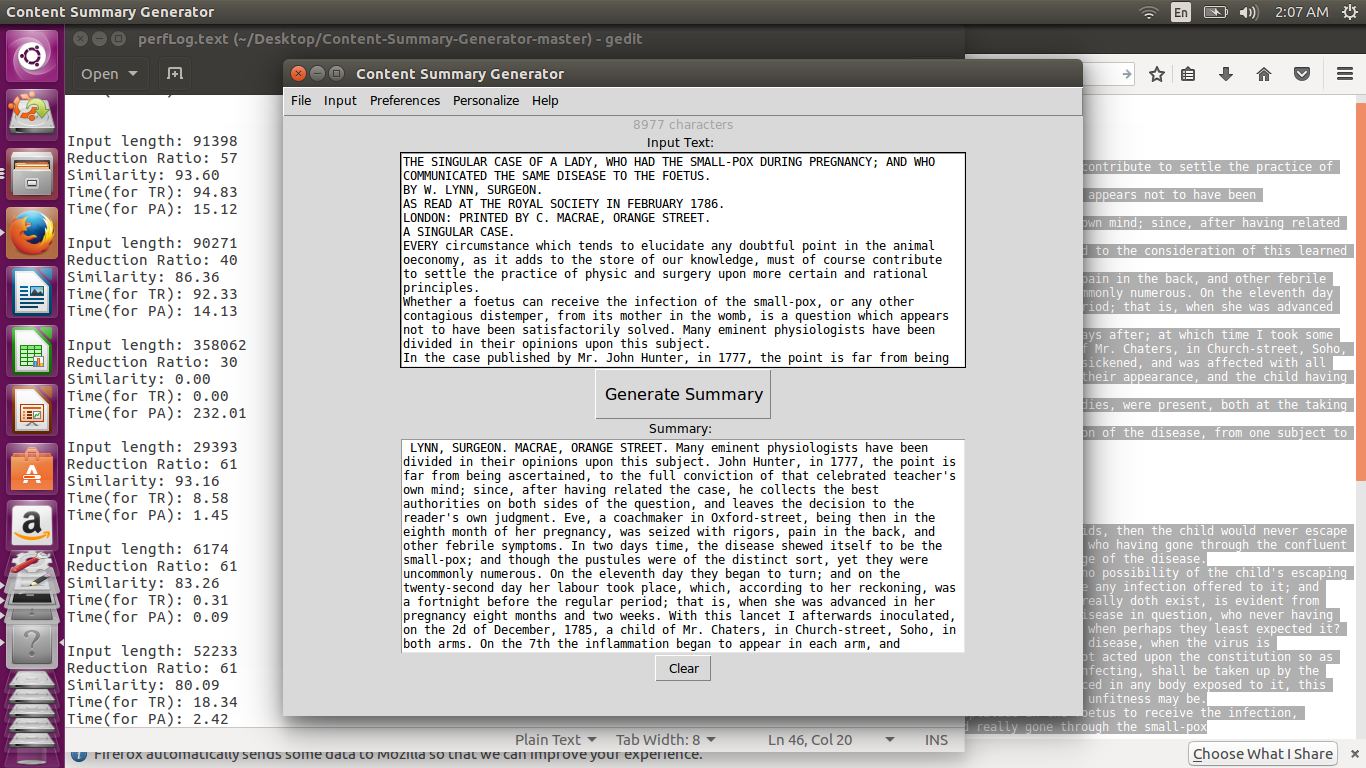 Content Summary Generator
En
2:07 AM
perfLog.text (~/Desktop/Content-Summary-Generator-master) - gedit
Open
Input length: 91398
Reduction Ratio: 57
Similarity: 93.60
Time(for TR): 94.83
Time(for PA): 15.12
Input length: 90271
Reduction Ratio: 40
Similarity: 86.36
Time(for TR): 92.33
Time(for PA): 14.13
Input length: 358062
Reduction Ratio: 30
Similarity: 0.00
Time(for TR): 0.00
Time(for PA): 232.01
Input length: 29393
Reduction Ratio: 61
Similarity: 93.16
Time(for TR): 8.58
Time(for PA): 1.45
Input length: 6174
Reduction Ratio: 61
Similarity: 83.26
Time(for TR): 0.31
Time(for PA): 0.09
Input length: 52233
Reduction Ratio: 61
Similarity: 80.09
Time(for TR): 18.34
Time(for PA): 2.42
Plain Text
Tab Width: 8
Ln 46, Col 20
INS
Content Summary Generator
File Input Preferences Personalize Help
8977 characters
Input Text:
THE SINGULAR CASE OF A LADY, WHO HAD THE SMALL-POX DURING PREGNANCY; AND WHO
COMMUNICATED THE SAME DISEASE TO THE FOETUS.
BY W. LYNN, SURGEON.
AS READ AT THE ROYAL SOCIETY IN FEBRUARY 1786.
LONDON: PRINTED BY C. MACRAE, ORANGE STREET.
A SINGULAR CASE.
EVERY circumstance which tends to elucidate any doubtful point in the animal
oeconomy, as it adds to the store of our knowledge, must of course contribute
to settle the practice of physic and surgery upon more certain and rational
principles.
Whether a foetus can receive the infection of the small-pox, or any other
contagious distemper, from its mother in the womb, is a question which appears
not to have been satisfactorily solved. Many eminent physiologists have been
divided in their opinions upon this subject.
In the case published by Mr. John Hunter, in 1777, the point is far from being
Generate Summary
Summary:
LYNN, SURGEON. MACRAE, ORANGE STREET. Many eminent physiologists have been
divided in their opinions upon this subject. John Hunter, in 1777, the point is
far from being ascertained, to the full conviction of that celebrated teacher's
own mind; since, after having related the case, he collects the best
authorities on both sides of the question, and leaves the decision to the
reader's own judgment. Eve, a coachmaker in Oxford-street, being then in the
eighth month of her pregnancy, was seized with rigors, pain in the back, and
other febrile symptoms. In two days time, the disease shewed itself to be the
small-pox; and though the pustules were of the distinct sort, yet they were
uncommonly numerous. On the eleventh day they began to turn; and on the
twenty-second day her labour took place, which, according to her reckoning, was
a fortnight before the regular period; that is, when she was advanced in her
pregnancy eight months and two weeks. With this lancet I afterwards inoculated,
on the 2d of December, 1785, a child of Mr. Chaters, in Church-street, Soho, in
both arms. On the 7th the inflammation began to appear in each arm, and
Clear
contribute to settle the practice of
appears not to have been
own mind; since, after having related
d to the consideration of this learned
pain in the back, and other febrile
mmonly numerous. On the eleventh day
riod; that is, when she was advanced
ays after; at which time I took some
f Mr. Chaters, in Church-street, Soho,
sickened, and was affected with all
their appearance, and the child having
dies, were present, both at the taking
on of the disease, from one subject to
ids, then the child would never escape
who having gone through the confluent
ge of the disease.
no possibility of the child's escaping
e any infection offered to it; and
really doth exist, is evident from
sease in question, who never having
when perhaps they least expected it?
disease, when the virus is
ot acted upon the constitution so as
nfecting, shall be taken up by the
ced in any body exposed to it, this
unfitness may be.
etus to receive the infection,
d really gone through the small-pox
Firefox automatically sends some data to Mozilla so that we can improve your experience.
Choose What I Share